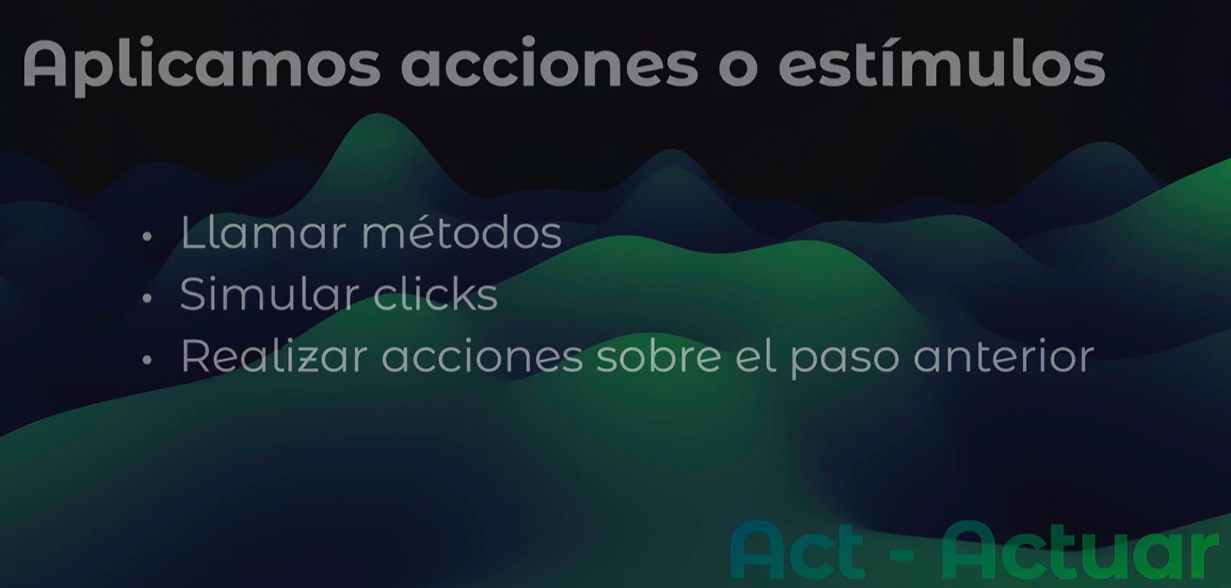 Aplicamos acciones o estímulos
• Llamar métodos
• Simular clicks
• Realizar acciones sobre el paso anterior
Act - Actuar